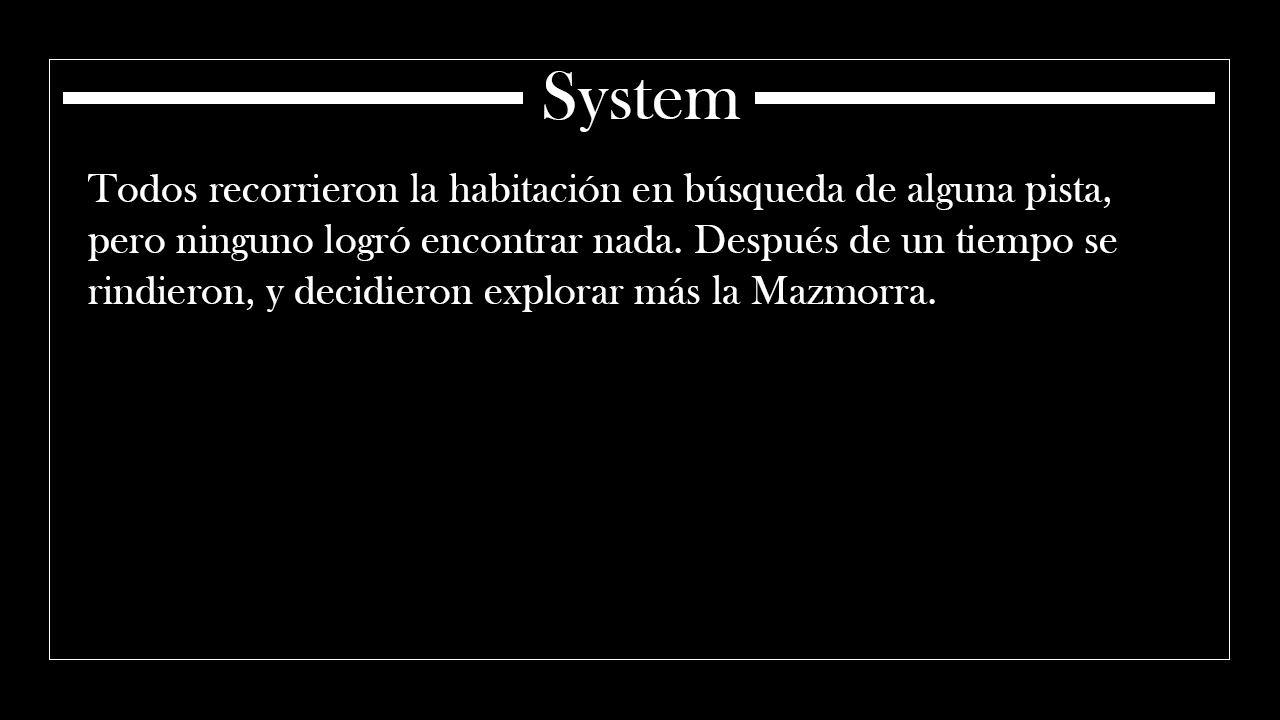 System
Todos recorrieron la habitación en búsqueda de alguna pista,
pero ninguno logró encontrar nada. Después de un tiempo se
rindieron, y decidieron explorar más la Mazmorra.